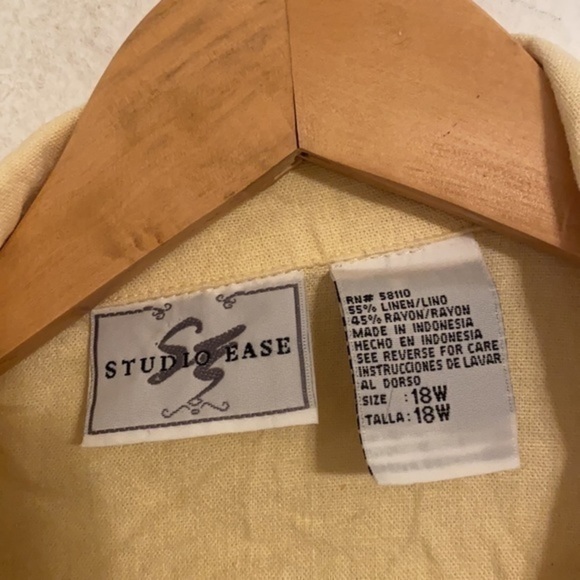 SE
STUDIO EASE
RN# 58110
55% LINEN/LINO
45% RAYON/RAYON
MADE IN INDONESIA
HECHO EN INDONESIA
SEE REVERSE FOR CARE
INSTRUCCIONES DE LAVAR
AL DORSO
SIZE : 18W
TALLA: 18W